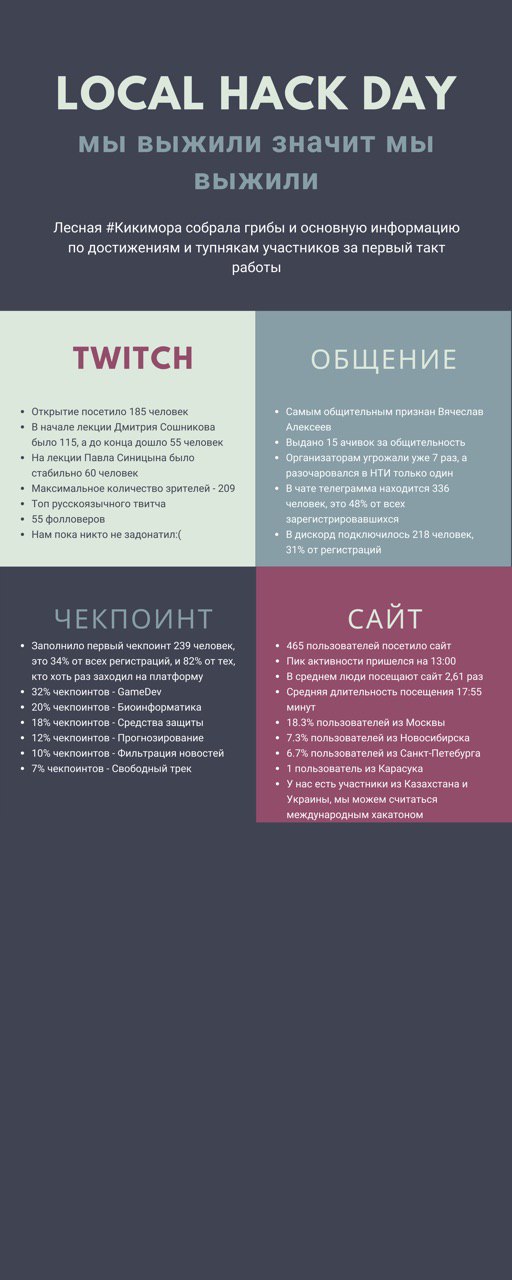 LOCAL HACK DAY
мы выжили значит мы
выжили
Лесная #Кикимора собрала грибы и основную информацию
по достижениям и тупнякам участников за первый такт
работы
TWITCH
• Открытие посетило 185 человек
• В начале лекции Дмитрия Сошникова
было 115, а до конца дошло 55 человек
• На лекции Павла Синицына было
стабильно 60 человек
• Максимальное количество зрителей - 209
• Топ русскоязычного твитча
• 55 фолловеров
• Нам пока никто не задонатил:(
ОБЩЕНИЕ
• Самым общительным признан Вячеслав
Алексеев
• Выдано 15 ачивок за общительность
• Организаторам угрожали уже 7 раз, а
разочаровался в НТИ только один
• В чате телеграмма находится 336
человек, это 48% от всех
зарегистрировавшихся
• В дискорд подключилось 218 человек,
31% от регистраций
ЧЕКПОИНТ
• Заполнило первый чекпоинт 239 человек,
это 34% от всех регистраций, и 82% от тех,
кто хоть раз заходил на платформу
• 32% чекпоинтов - GameDev
• 20% чекпоинтов - Биоинформатика
• 18% чекпоинтов - Средства защиты
• 12% чекпоинтов - Прогнозирование
• 10% чекпоинтов - Фильтрация новостей
• 7% чекпоинтов - Свободный трек
САЙТ
• 465 пользователей посетило сайт
• Пик активности пришелся на 13:00
• В среднем люди посещают сайт 2,61 раз
• Средняя длительность посещения 17:55
минут
• 18.3% пользователей из Москвы
• 7.3% пользователей из Новосибирска
• 6.7% пользователей из Санкт-Петебурга
• 1 пользователь из Карасука
• У нас есть участники из Казахстана и
Украины, мы можем считаться
международным хакатоном